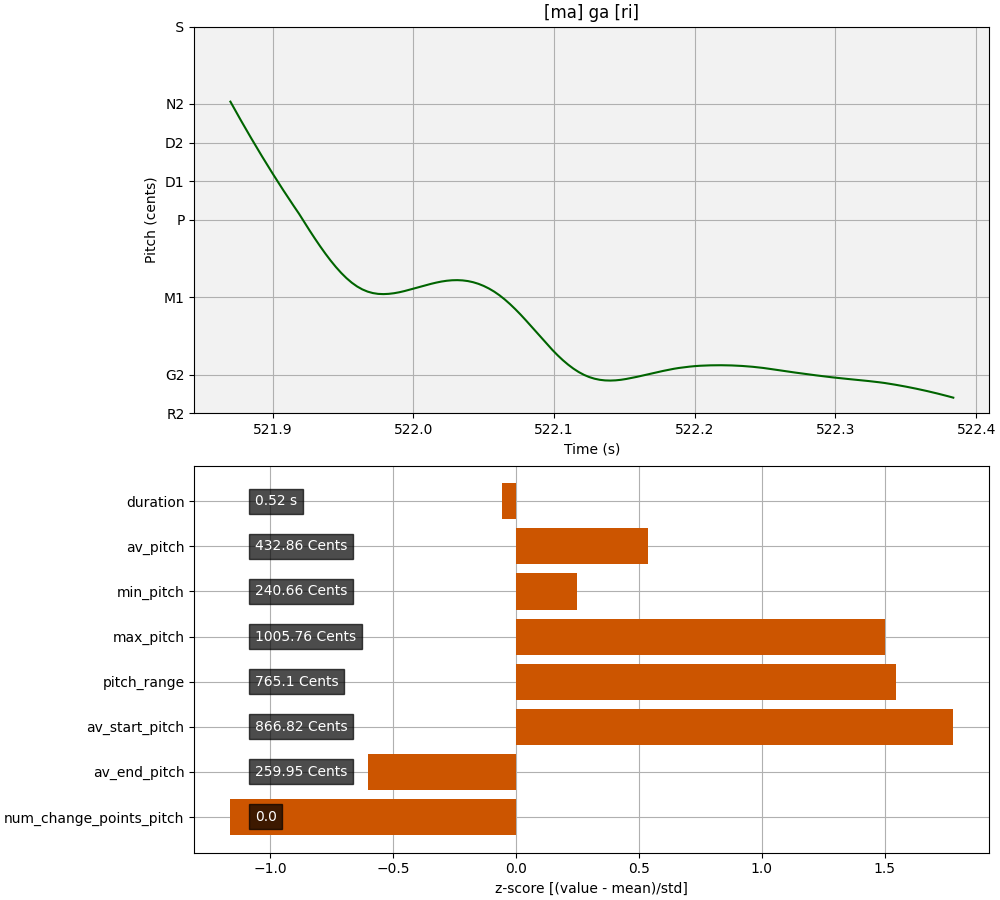 [ma] ga [ri]
S
N2
D2
D1
P
M1
G2
R2
Pitch (cents)
521.9 522.0 522.1 522.2 522.3 522.4
Time (s)
duration 0.52 s
av_pitch 432.86 Cents
min_pitch 240.66 Cents
max_pitch 1005.76 Cents
pitch_range 765.1 Cents
av_start_pitch 866.82 Cents
av_end_pitch 259.95 Cents
num_change_points_pitch 0.0
−1.0 −0.5 0.0 0.5 1.0 1.5
z-score [(value - mean)/std]